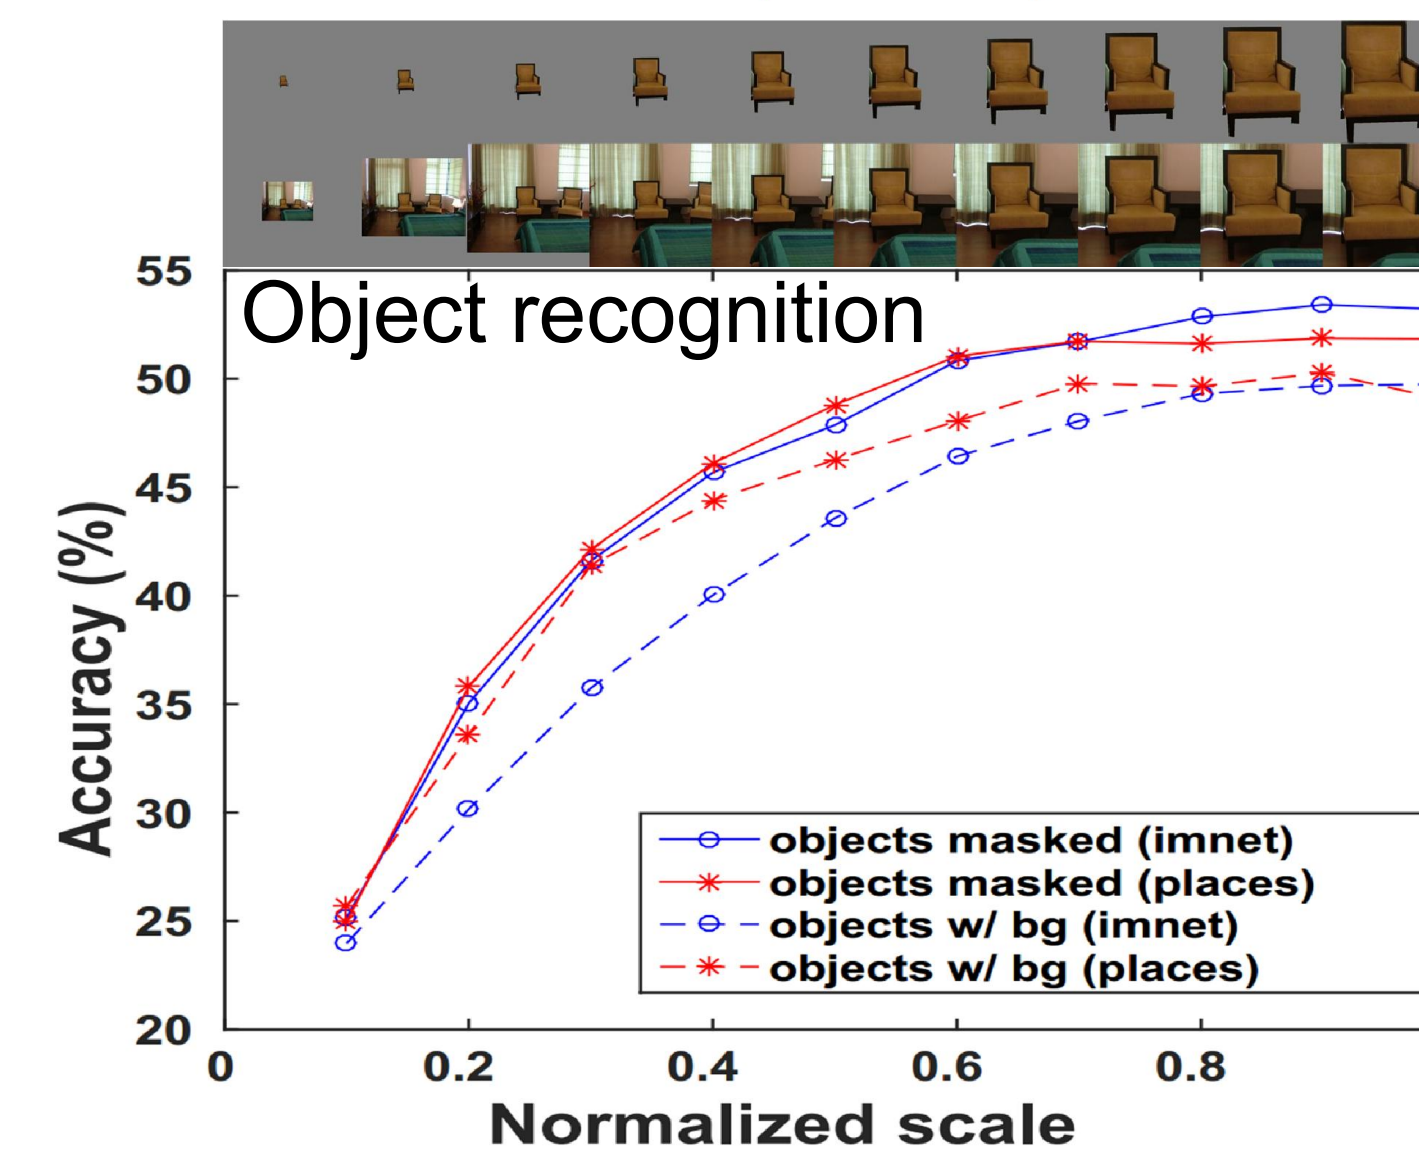 Object recognition
55
50
45
40
35
30
25
20
Accuracy (%)
objects masked (imnet)
objects masked (places)
objects w/ bg (imnet)
objects w/ bg (places)
0 0.2 0.4 0.6 0.8
Normalized scale